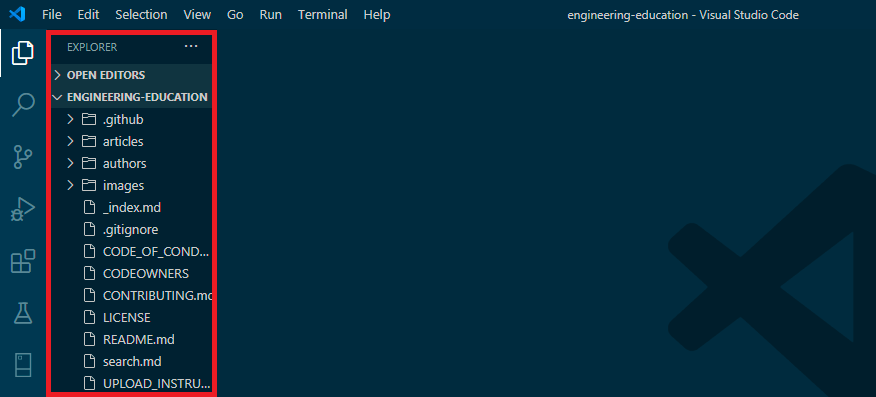 File Edit Selection View Go Run Terminal Help engineering-education - Visual Studio Code
EXPLORER ...
OPEN EDITORS
ENGINEERING-EDUCATION
.github
articles
authors
images
_index.md
.gitignore
CODE_OF_COND...
CODEOWNERS
CONTRIBUTING.md
LICENSE
README.md
search.md
UPLOAD_INSTRU...